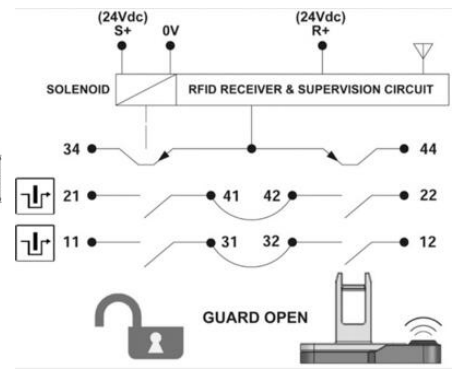 (24Vdc) (24Vdc)
S+ 0V R+
SOLENOID RFID RECEIVER & SUPERVISION CIRCUIT
34 44
21 41 42 22
11 31 32 12
GUARD OPEN